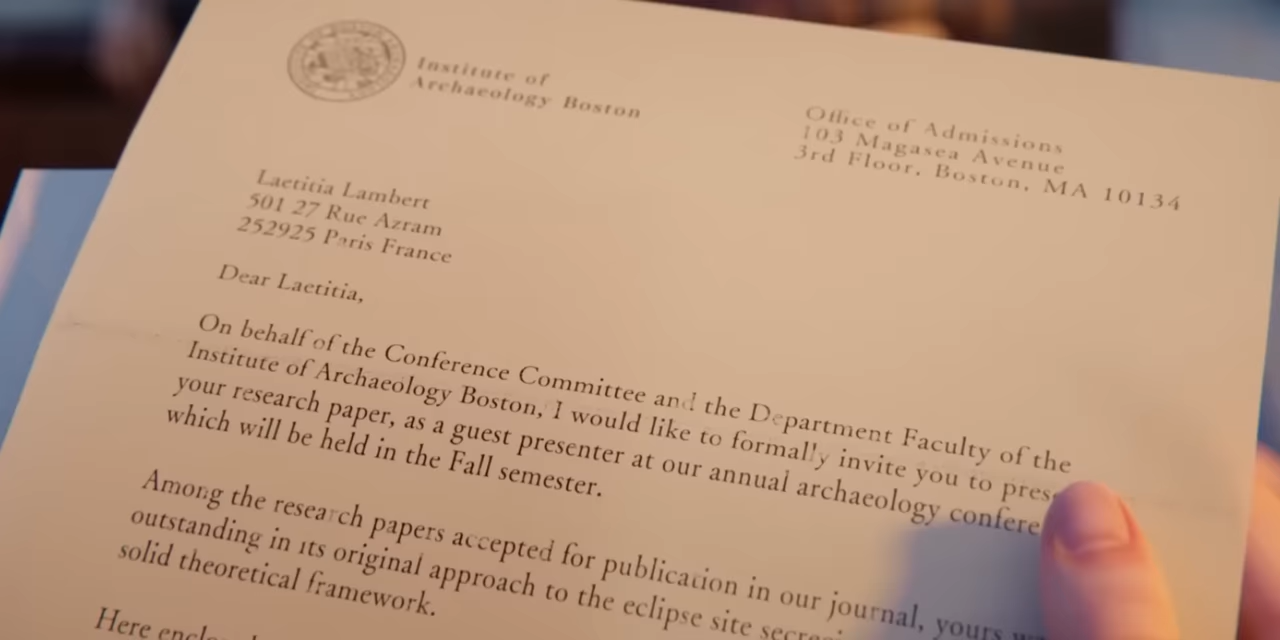 Institute of
Archaeology Boston
Office of Admissions
103 Magasea Avenue
3rd Floor, Boston, MA 10134
Laetitia Lambert
501 27 Rue Azram
252925 Paris France
Dear Laetitia,
On behalf of the Conference Committee and the Department Faculty of the
Institute of Archaeology Boston, I would like to formally invite you to
your research paper, as a guest presenter at our annual archaeology
which will be held in the Fall semester.
Among the research papers accepted for publication in our journal, yours
outstanding in its original approach to the eclipse site
solid theoretical framework.
Here